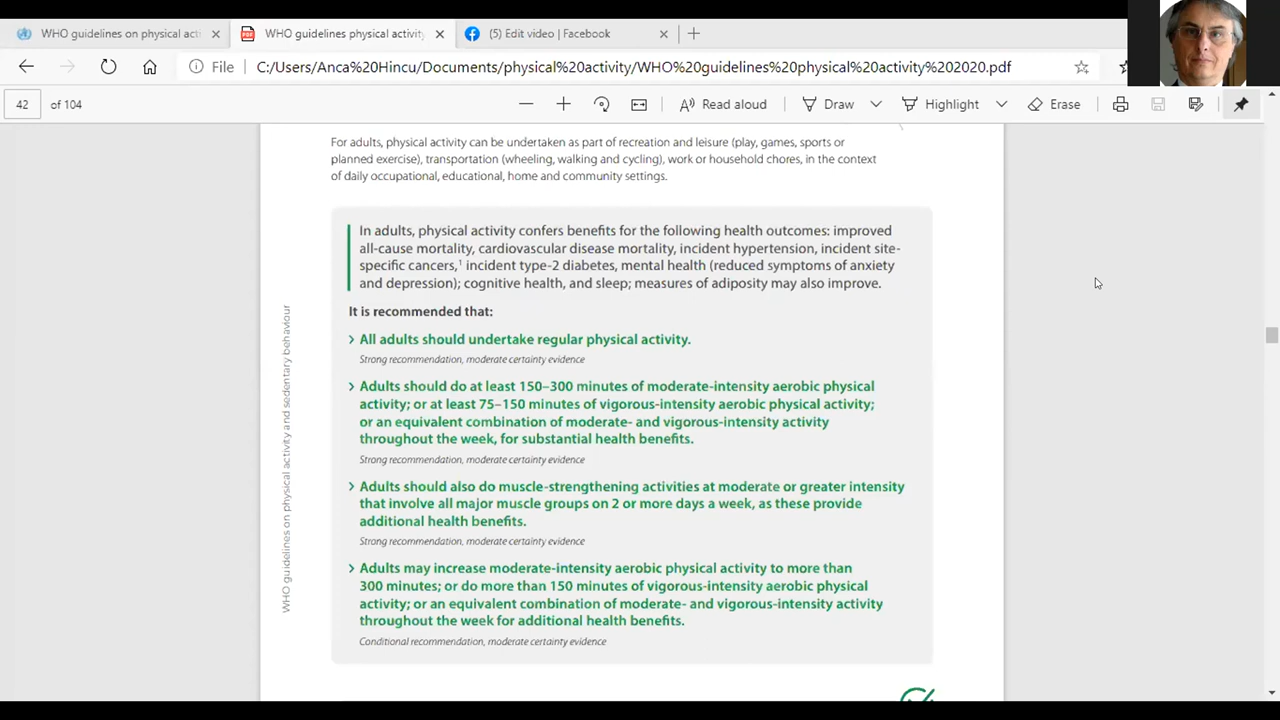 WHO guidelines on physical act
WHO guidelines physical activity
(5) Edit video | Facebook
File
C:/Users/Anca%20Hincu/Documents/physical%20activity/WHO%20guidelines%20physical%20activity%202020.pdf
42 of 104
Read aloud
Draw
Highlight
Erase
For adults, physical activity can be undertaken as part of recreation and leisure (play, games, sports or
planned exercise), transportation (wheeling, walking and cycling), work or household chores, in the context
of daily occupational, educational, home and community settings.
In adults, physical activity confers benefits for the following health outcomes: improved
all-cause mortality, cardiovascular disease mortality, incident hypertension, incident site-
specific cancers,¹ incident type-2 diabetes, mental health (reduced symptoms of anxiety
and depression); cognitive health, and sleep; measures of adiposity may also improve.
It is recommended that:
> All adults should undertake regular physical activity.
Strong recommendation, moderate certainty evidence
> Adults should do at least 150–300 minutes of moderate-intensity aerobic physical
activity; or at least 75–150 minutes of vigorous-intensity aerobic physical activity;
or an equivalent combination of moderate- and vigorous-intensity activity
throughout the week, for substantial health benefits.
Strong recommendation, moderate certainty evidence
> Adults should also do muscle-strengthening activities at moderate or greater intensity
that involve all major muscle groups on 2 or more days a week, as these provide
additional health benefits.
Strong recommendation, moderate certainty evidence
> Adults may increase moderate-intensity aerobic physical activity to more than
300 minutes; or do more than 150 minutes of vigorous-intensity aerobic physical
activity; or an equivalent combination of moderate- and vigorous-intensity activity
throughout the week for additional health benefits.
Conditional recommendation, moderate certainty evidence
WHO guidelines on physical activity and sedentary behaviour